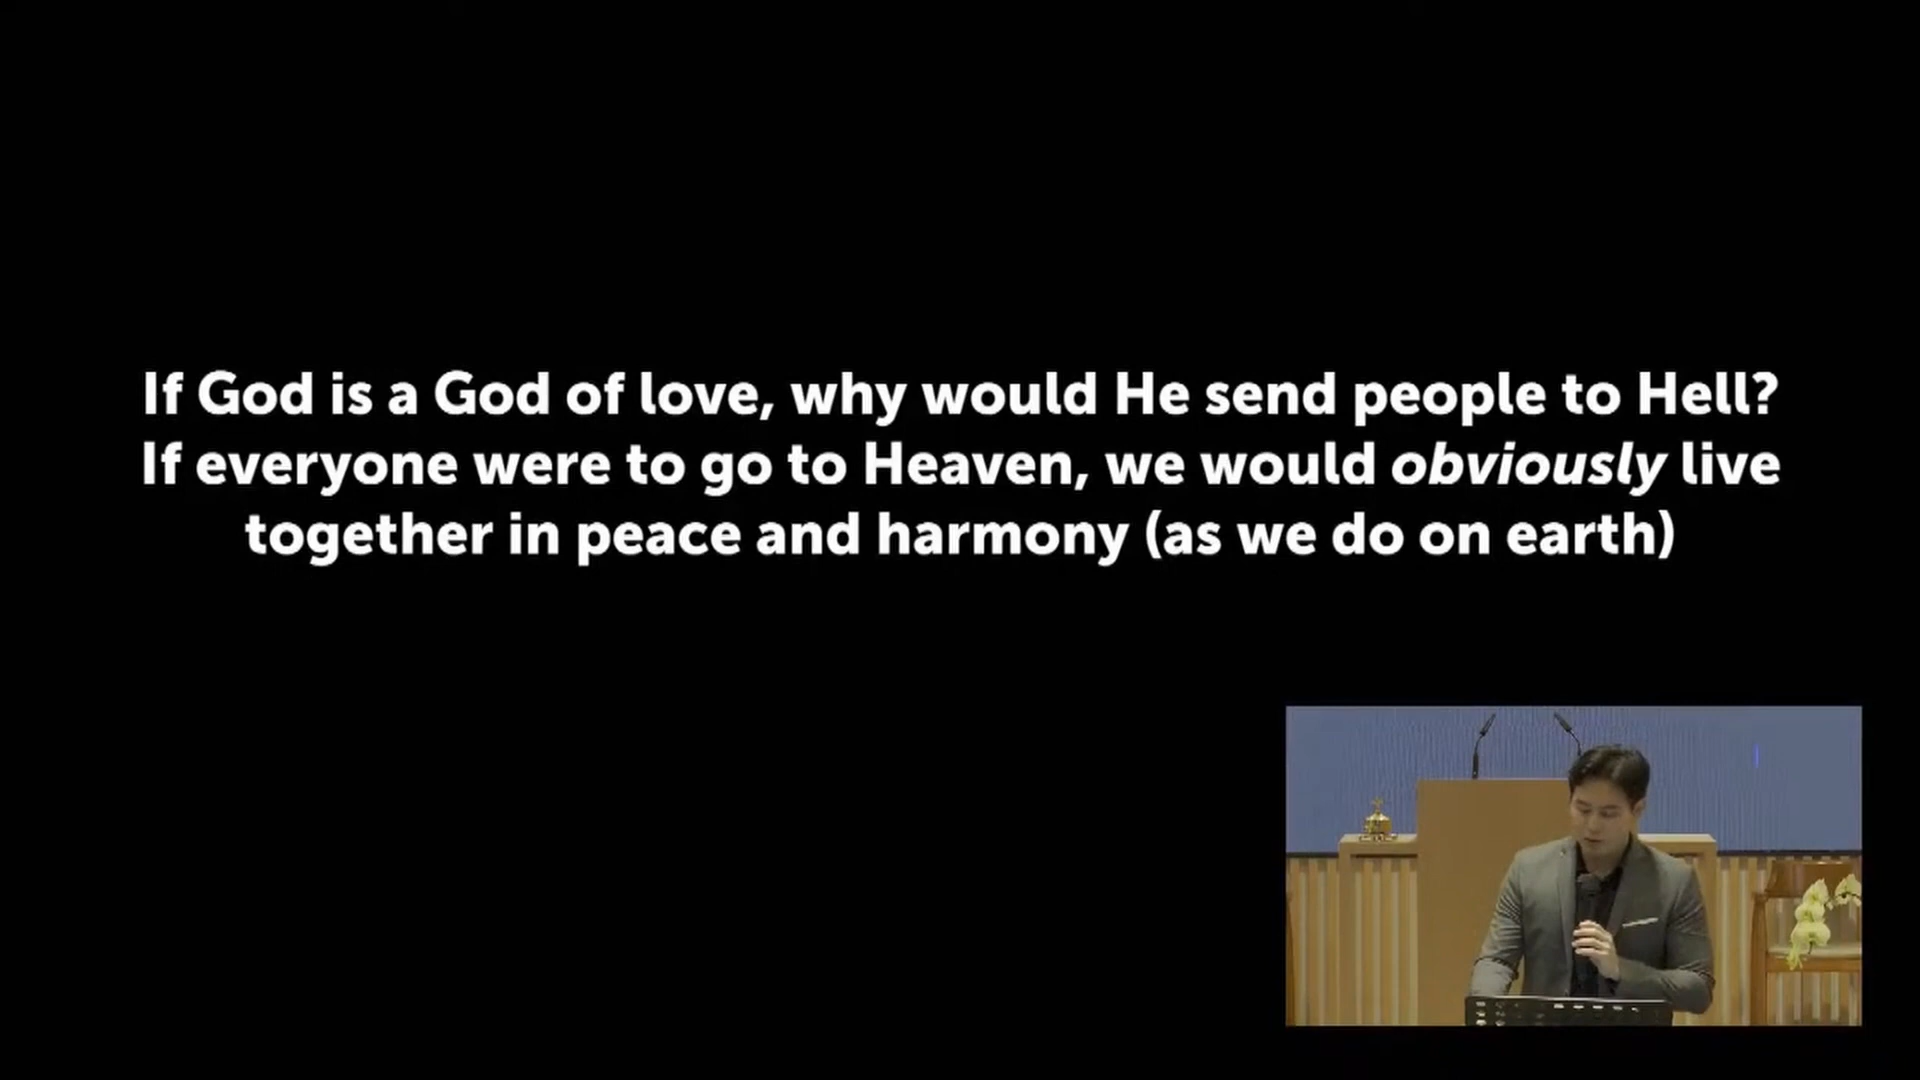 If God is a God of love, why would He send people to Hell?
If everyone were to go to Heaven, we would obviously live
together in peace and harmony (as we do on earth)